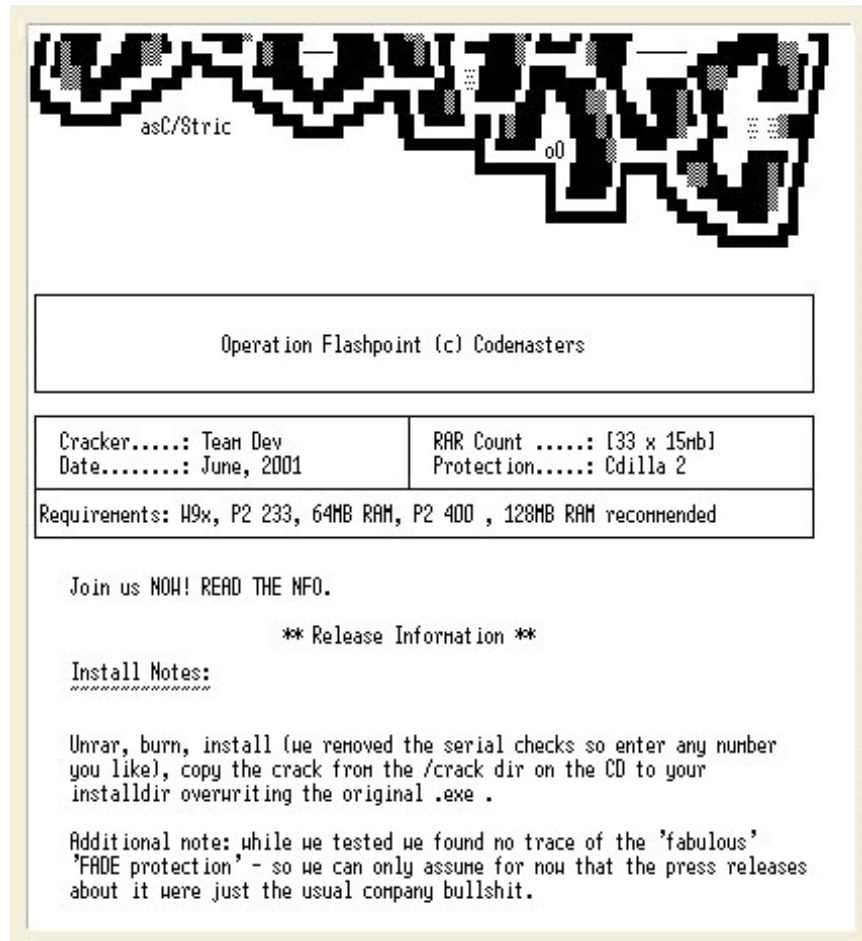 asC/Stric
oO
Operation Flashpoint (c) Codemasters
Cracker.....: Team Dev
Date........: June, 2001
RAR Count .....: [33 x 15mb]
Protection.....: Cdilla 2
Requirements: W9x, P2 233, 64MB RAM, P2 400 , 128MB RAM recommended
Join us NOW! READ THE NFO.
** Release Information **
Install Notes:
~~~~~~~~~~~~~~
Unrar, burn, install (we removed the serial checks so enter any number
you like), copy the crack from the /crack dir on the CD to your
installdir overwriting the original .exe .
Additional note: while we tested we found no trace of the 'fabulous'
'FADE protection' - so we can only assume for now that the press releases
about it were just the usual company bullshit.